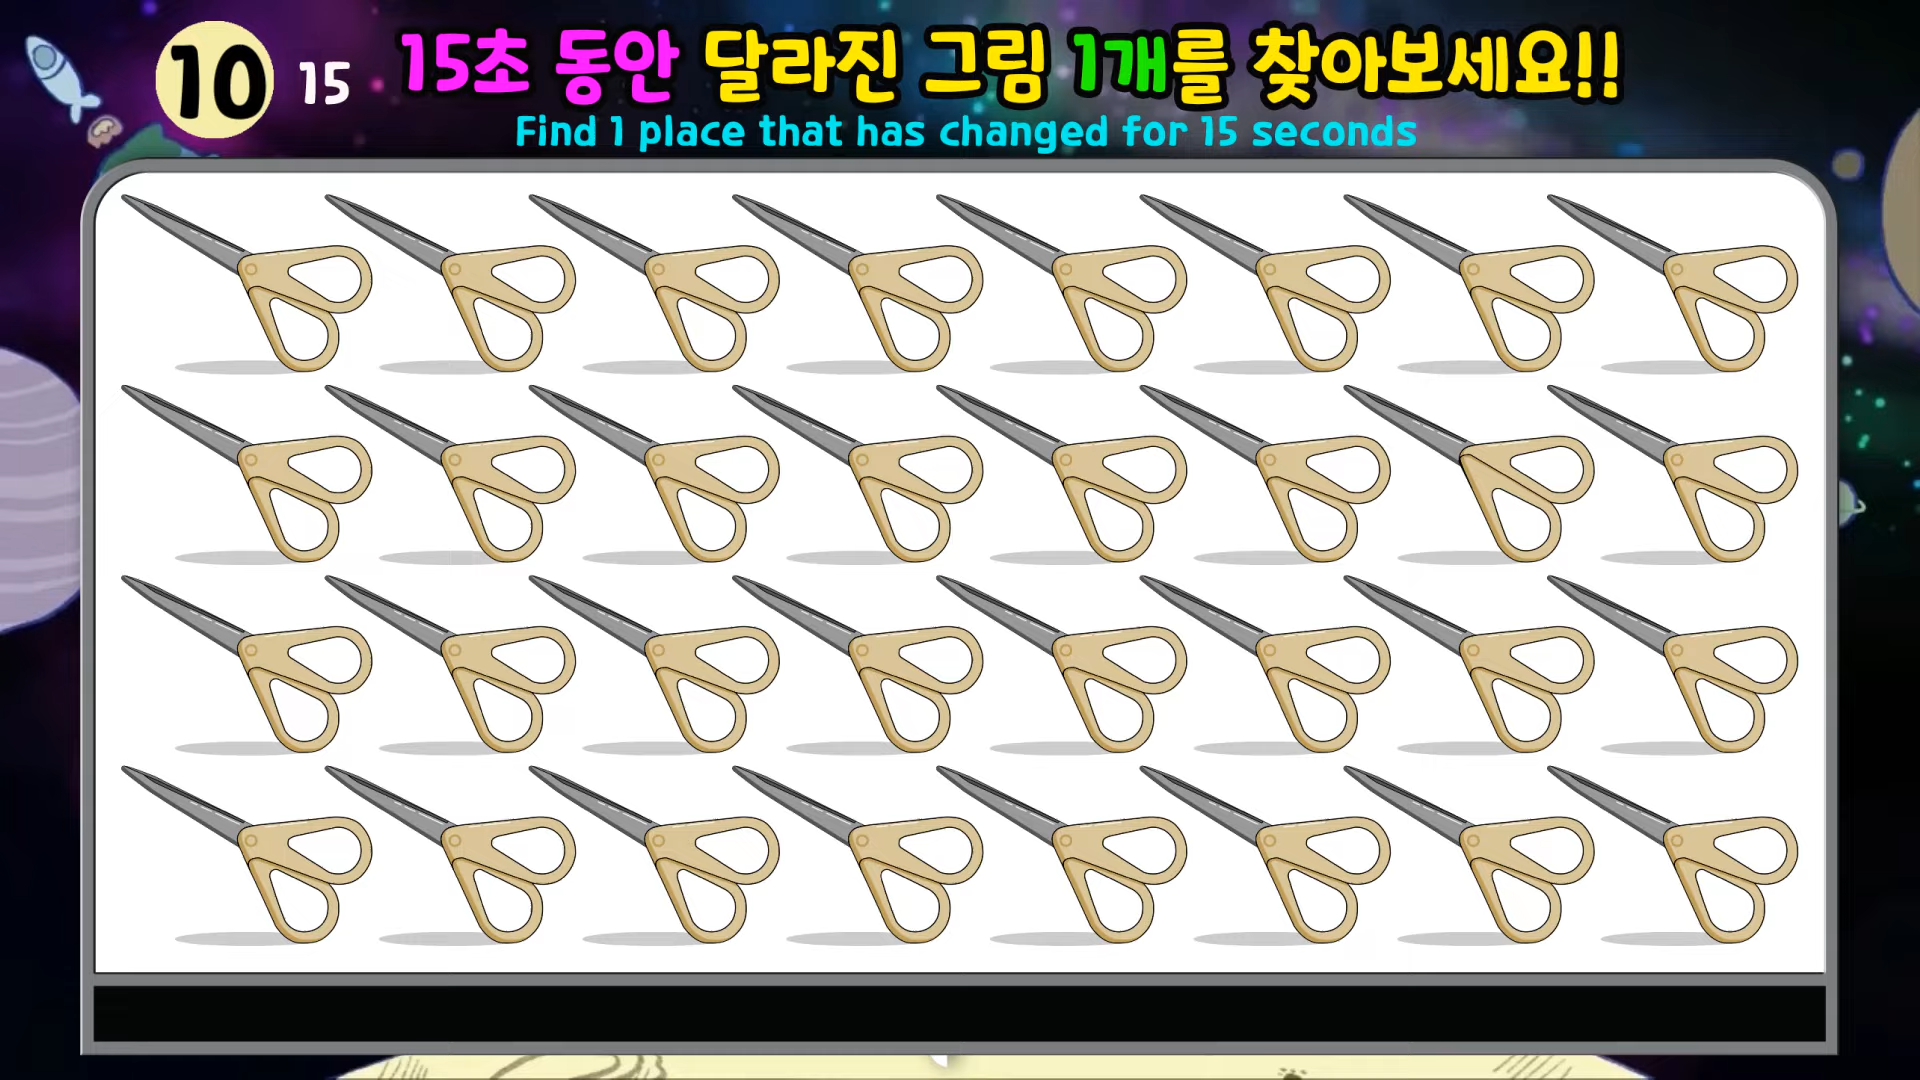 10 15 15초 동안 달라진 그림 1개를 찾아보세요!!
Find 1 place that has changed for 15 seconds